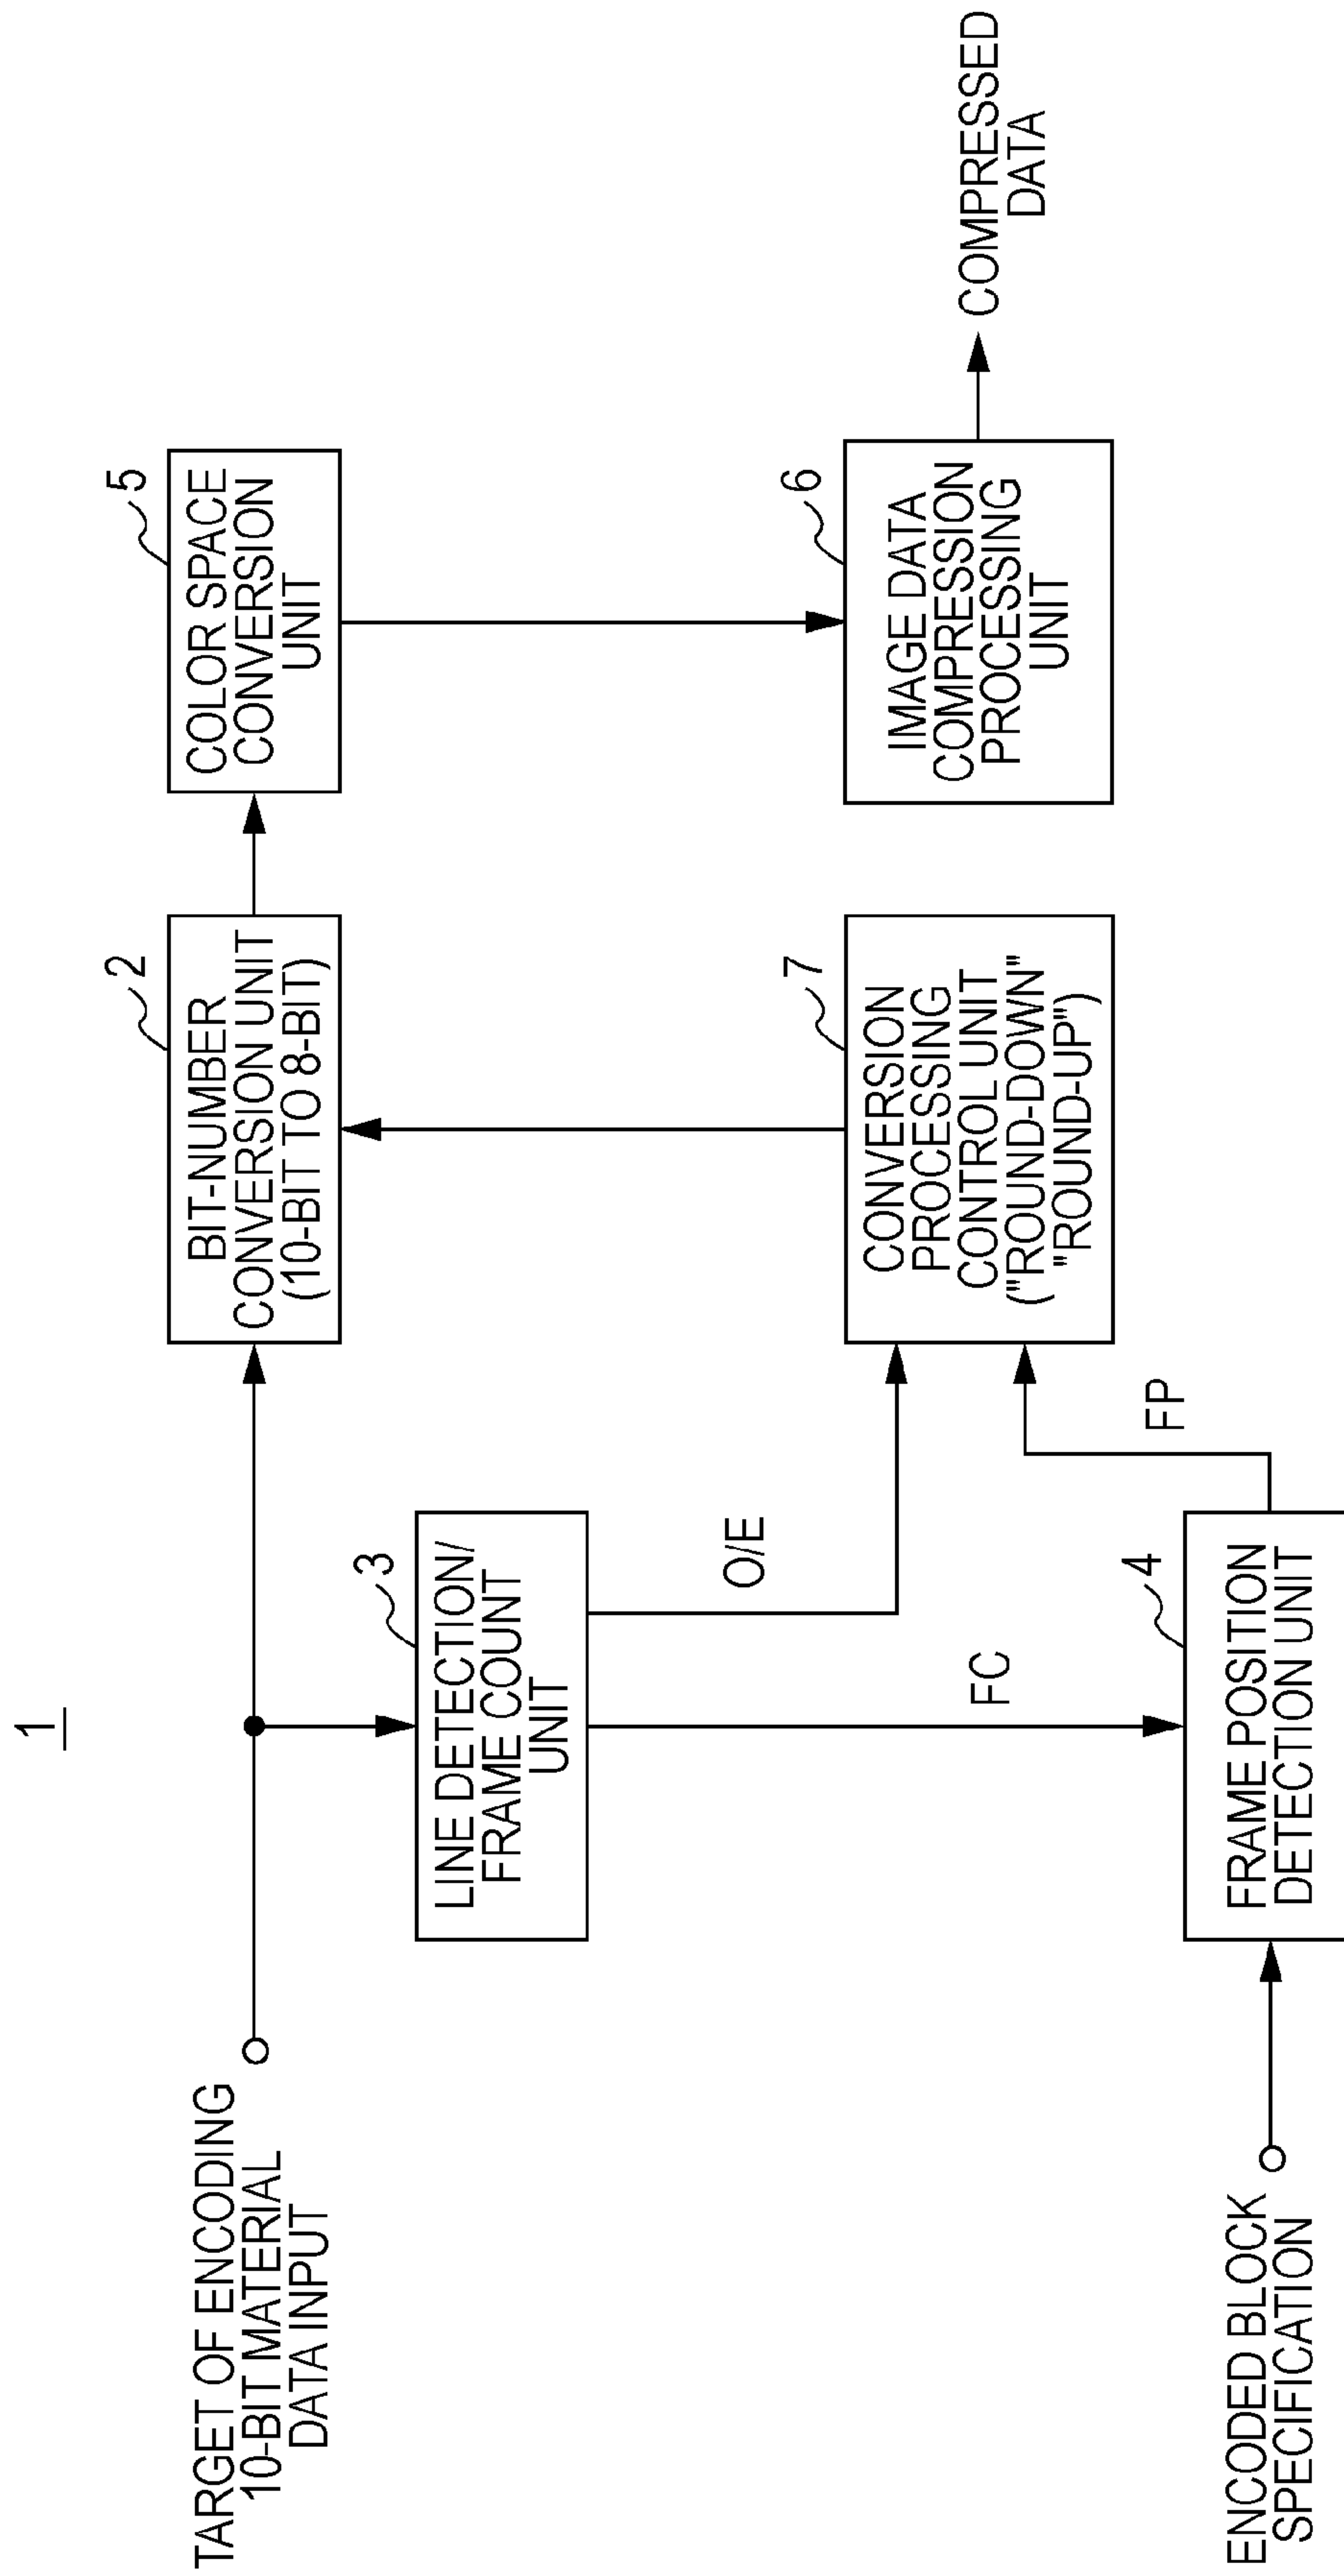 1
TARGET OF ENCODING
10-BIT MATERIAL
DATA INPUT
2
BIT-NUMBER
CONVERSION UNIT
(10-BIT TO 8-BIT)
5
COLOR SPACE
CONVERSION
UNIT
3
LINE DETECTION/
FRAME COUNT
UNIT
O/E
FC
7
CONVERSION
PROCESSING
CONTROL UNIT
("ROUND-DOWN"
"ROUND-UP")
6
IMAGE DATA
COMPRESSION
PROCESSING
UNIT
COMPRESSED
DATA
FP
4
FRAME POSITION
DETECTION UNIT
ENCODED BLOCK
SPECIFICATION